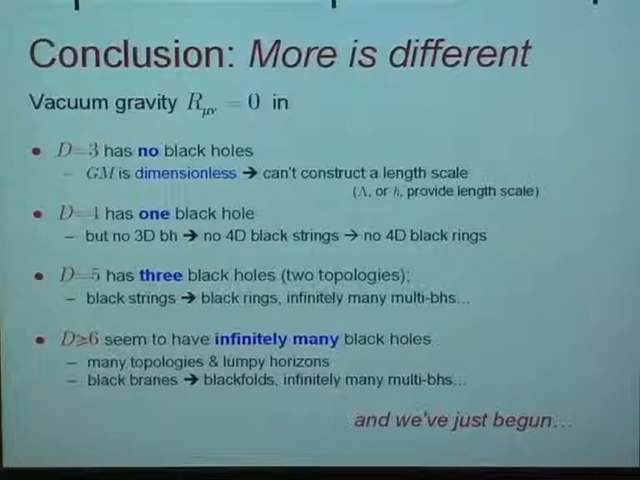 Conclusion: More is different
Vacuum gravity Rμν = 0 in
• D=3 has no black holes
– GM is dimensionless → can't construct a length scale
(Λ, or ℏ, provide length scale)
• D=4 has one black hole
– but no 3D bh → no 4D black strings → no 4D black rings
• D=5 has three black holes (two topologies);
– black strings → black rings, infinitely many multi-bhs...
• D⩾6 seem to have infinitely many black holes
– many topologies & lumpy horizons
– black branes → blackfolds, infinitely many multi-bhs...
and we've just begun...